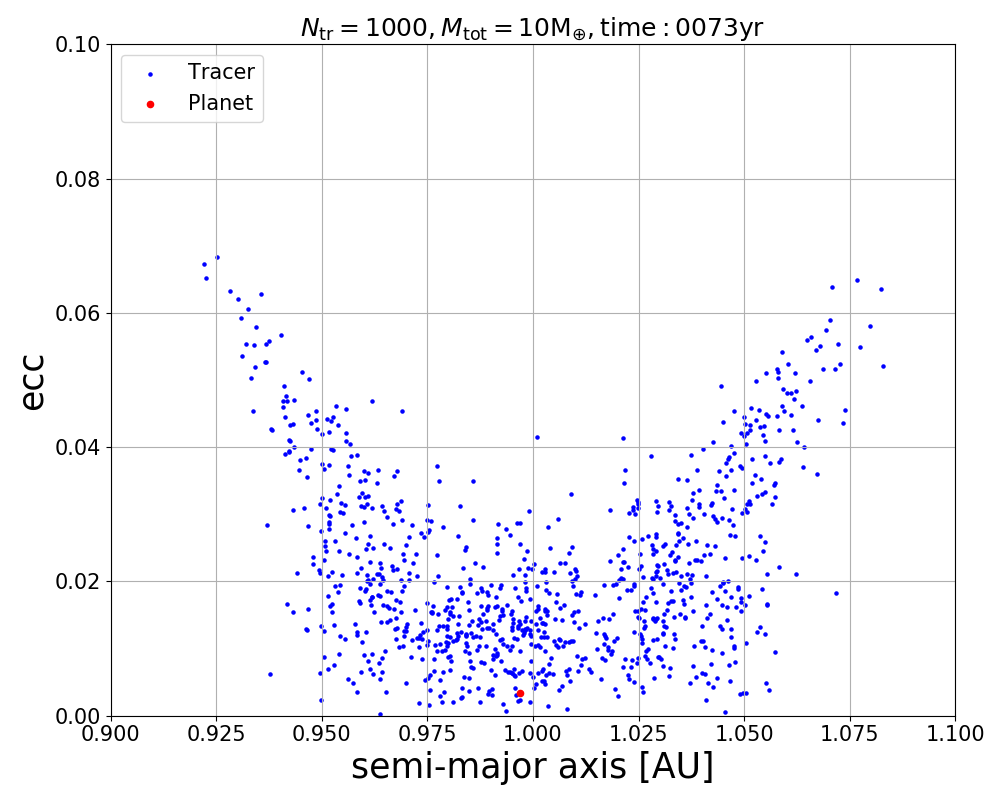 N_tr = 1000, M_tot = 10M_⊕, time : 0073yr
Tracer
Planet
0.10
0.08
0.06
0.04
0.02
0.00
ecc
0.900 0.925 0.950 0.975 1.000 1.025 1.050 1.075 1.100
semi-major axis [AU]